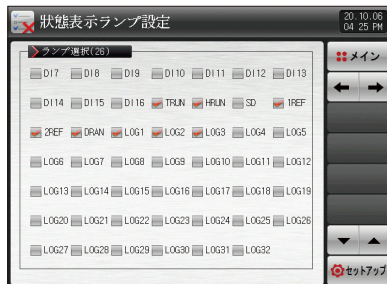 状態表示ランプ設定
20.10.06
04 25 PM
ランプ選択(26)
メイン
DI7 DI8 DI9 DI10 DI11 DI12 DI13
DI14 DI15 DI16 TRUN HRUN SD 1REF
2REF DRAN LOG1 LOG2 LOG3 LOG4 LOG5
LOG6 LOG7 LOG8 LOG9 LOG10 LOG11 LOG12
LOG13 LOG14 LOG15 LOG16 LOG17 LOG18 LOG19
LOG20 LOG21 LOG22 LOG23 LOG24 LOG25 LOG26
LOG27 LOG28 LOG29 LOG30 LOG31 LOG32
セットアップ